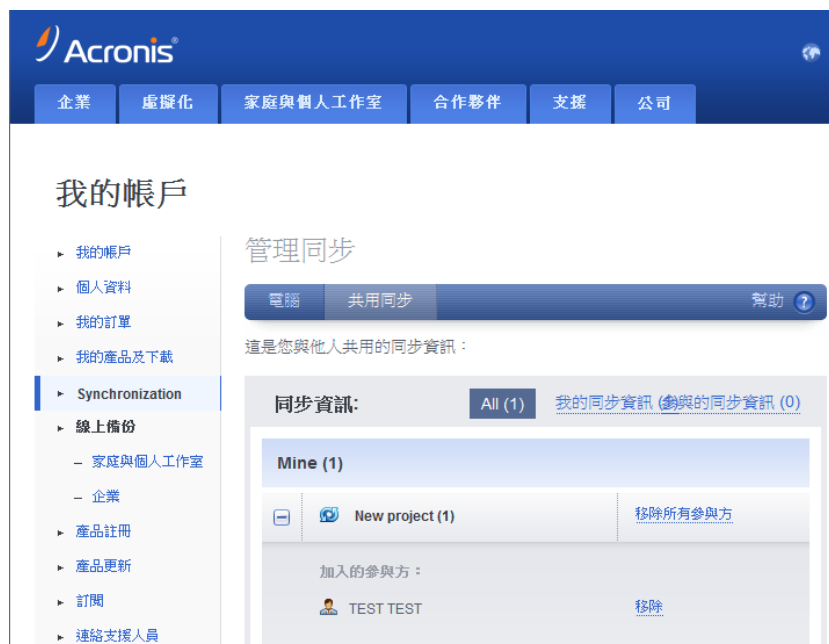 Acronis®
企業 虛擬化 家庭與個人工作室 合作夥伴 支援 公司
我的帳戶
我的帳戶
個人資料
我的訂單
我的產品及下載
Synchronization
線上備份
– 家庭與個人工作室
– 企業
產品註冊
產品更新
訂閱
連絡支援人員
管理同步
電腦 共用同步 幫助 ?
這是您與他人共用的同步資訊：
同步資訊: All (1) 我的同步資訊 ( 參與的同步資訊 (0)
Mine (1)
New project (1) 移除所有參與方
加入的參與方：
TEST TEST 移除